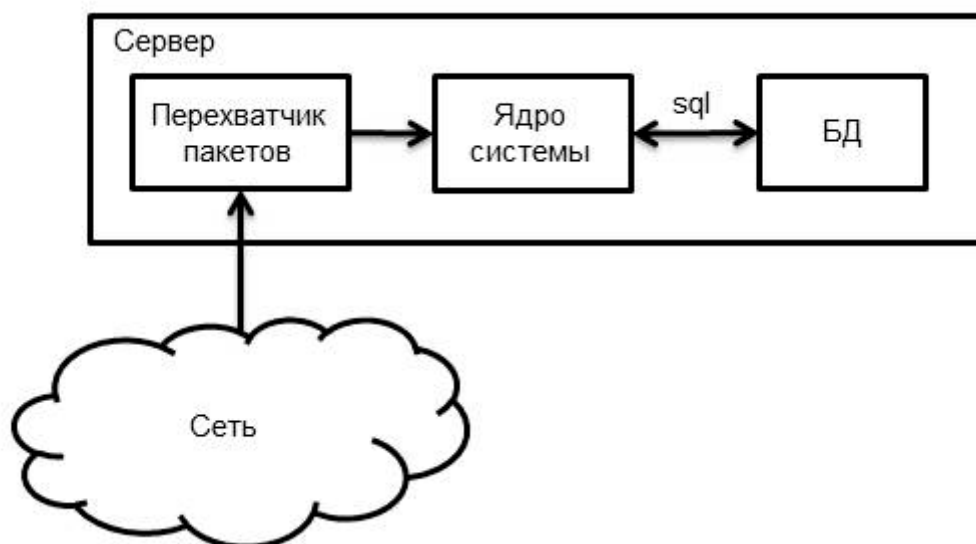 Сервер
Перехватчик
пакетов
Ядро
системы
sql
БД
Сеть